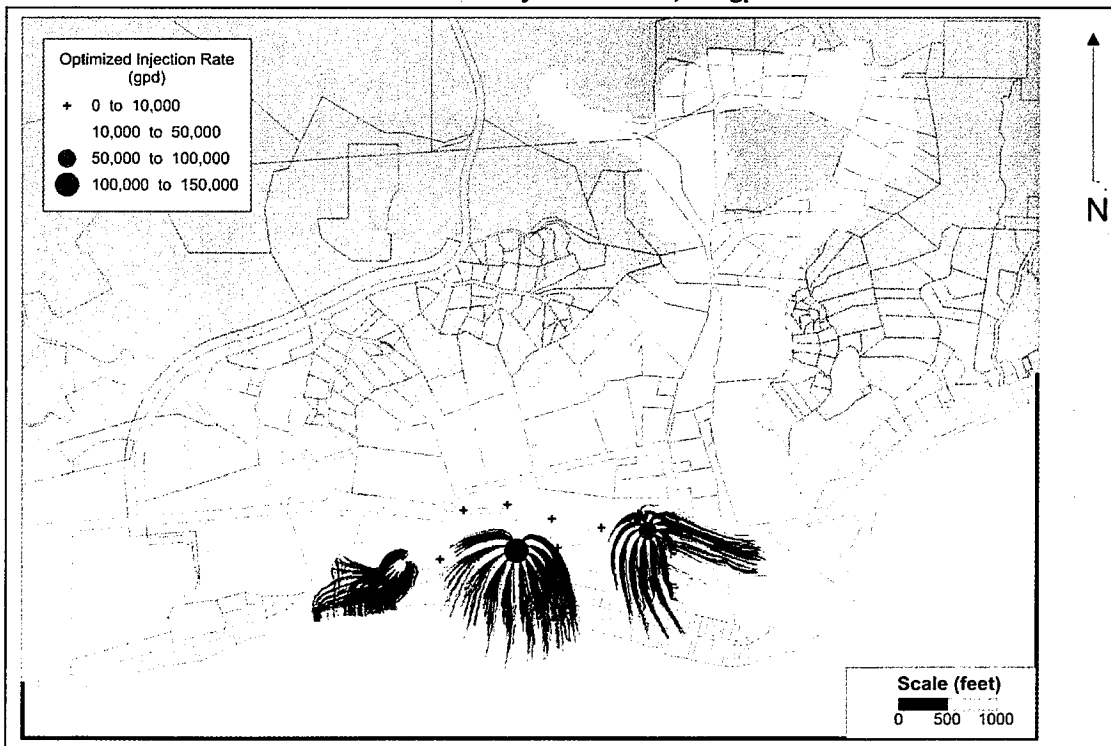 Optimized Injection Rate
(gpd)
+ 0 to 10,000
10,000 to 50,000
50,000 to 100,000
100,000 to 150,000
N
Scale (feet)
0 500 1000